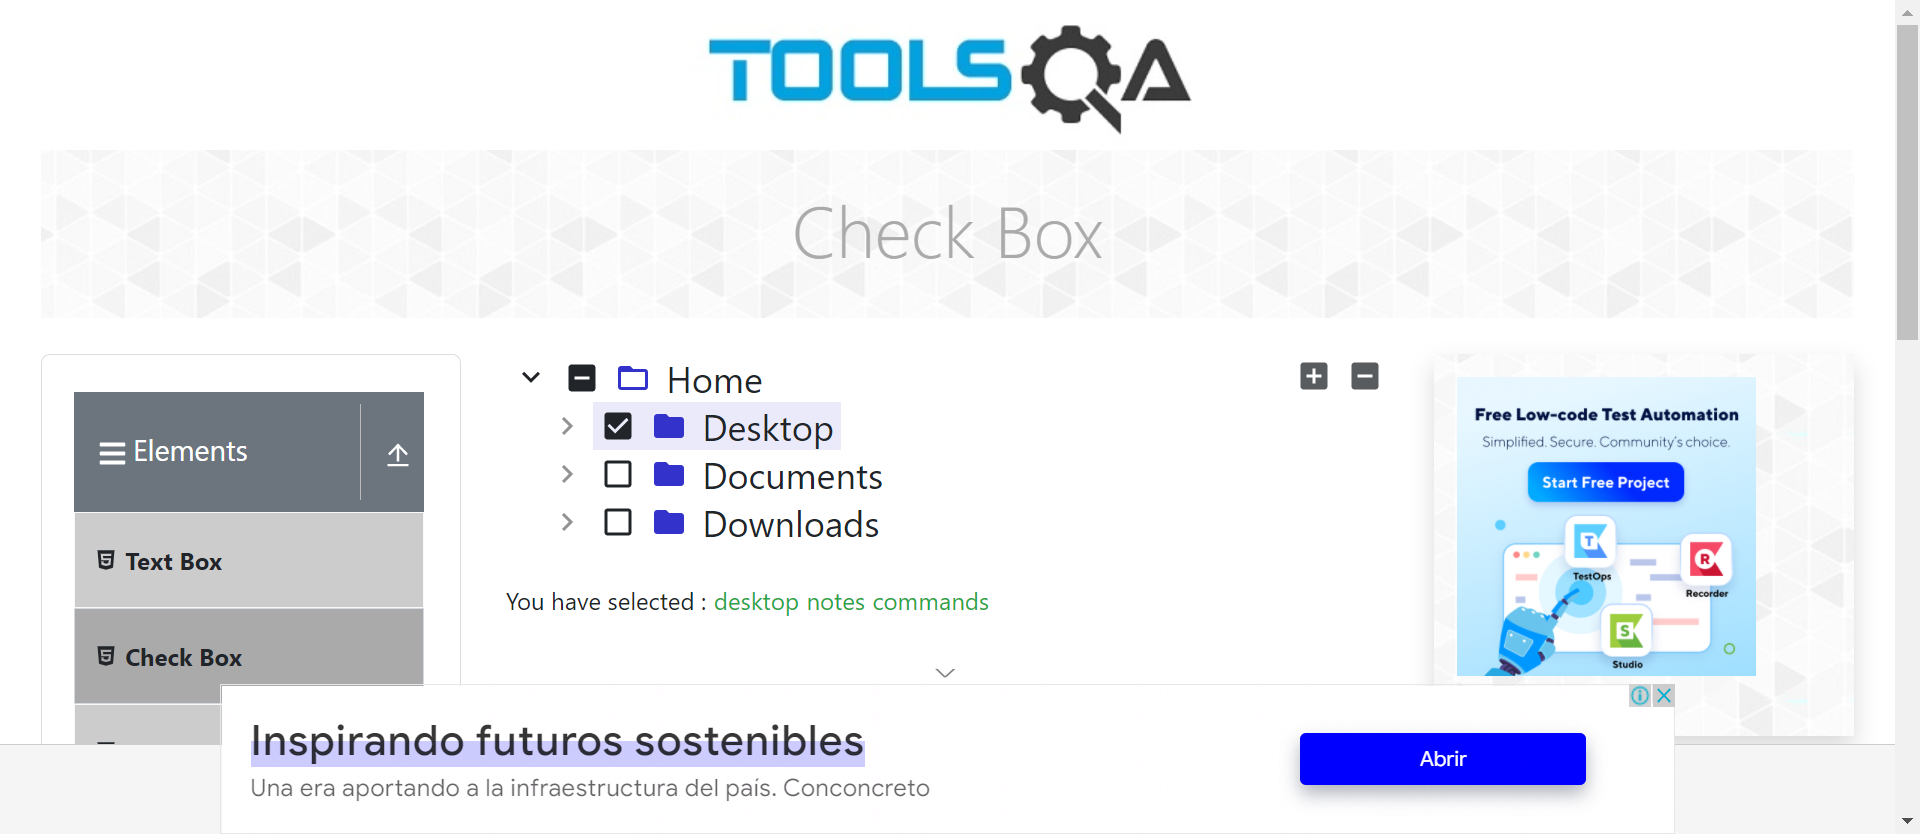 TOOLSQA
Check Box
Elements
Text Box
Check Box
Home
Desktop
Documents
Downloads
You have selected : desktop notes commands
Free Low-code Test Automation
Simplified. Secure. Community's choice.
Start Free Project
TestOps
Recorder
Studio
Inspirando futuros sostenibles
Una era aportando a la infraestructura del país. Conconcreto
Abrir